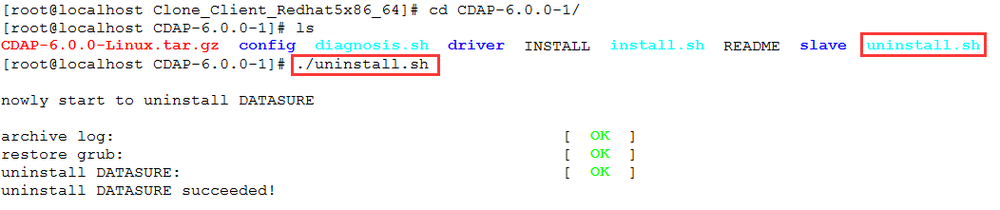 [root@localhost Clone_Client_Redhat5x86_64]# cd CDAP-6.0.0-1/
[root@localhost CDAP-6.0.0-1]# ls
CDAP-6.0.0-Linux.tar.gz  config  diagnosis.sh  driver  INSTALL  install.sh  README  slave  uninstall.sh
[root@localhost CDAP-6.0.0-1]# ./uninstall.sh
nowly start to uninstall DATASURE
archive log: [  OK  ]
restore grub: [  OK  ]
uninstall DATASURE: [  OK  ]
uninstall DATASURE succeeded!